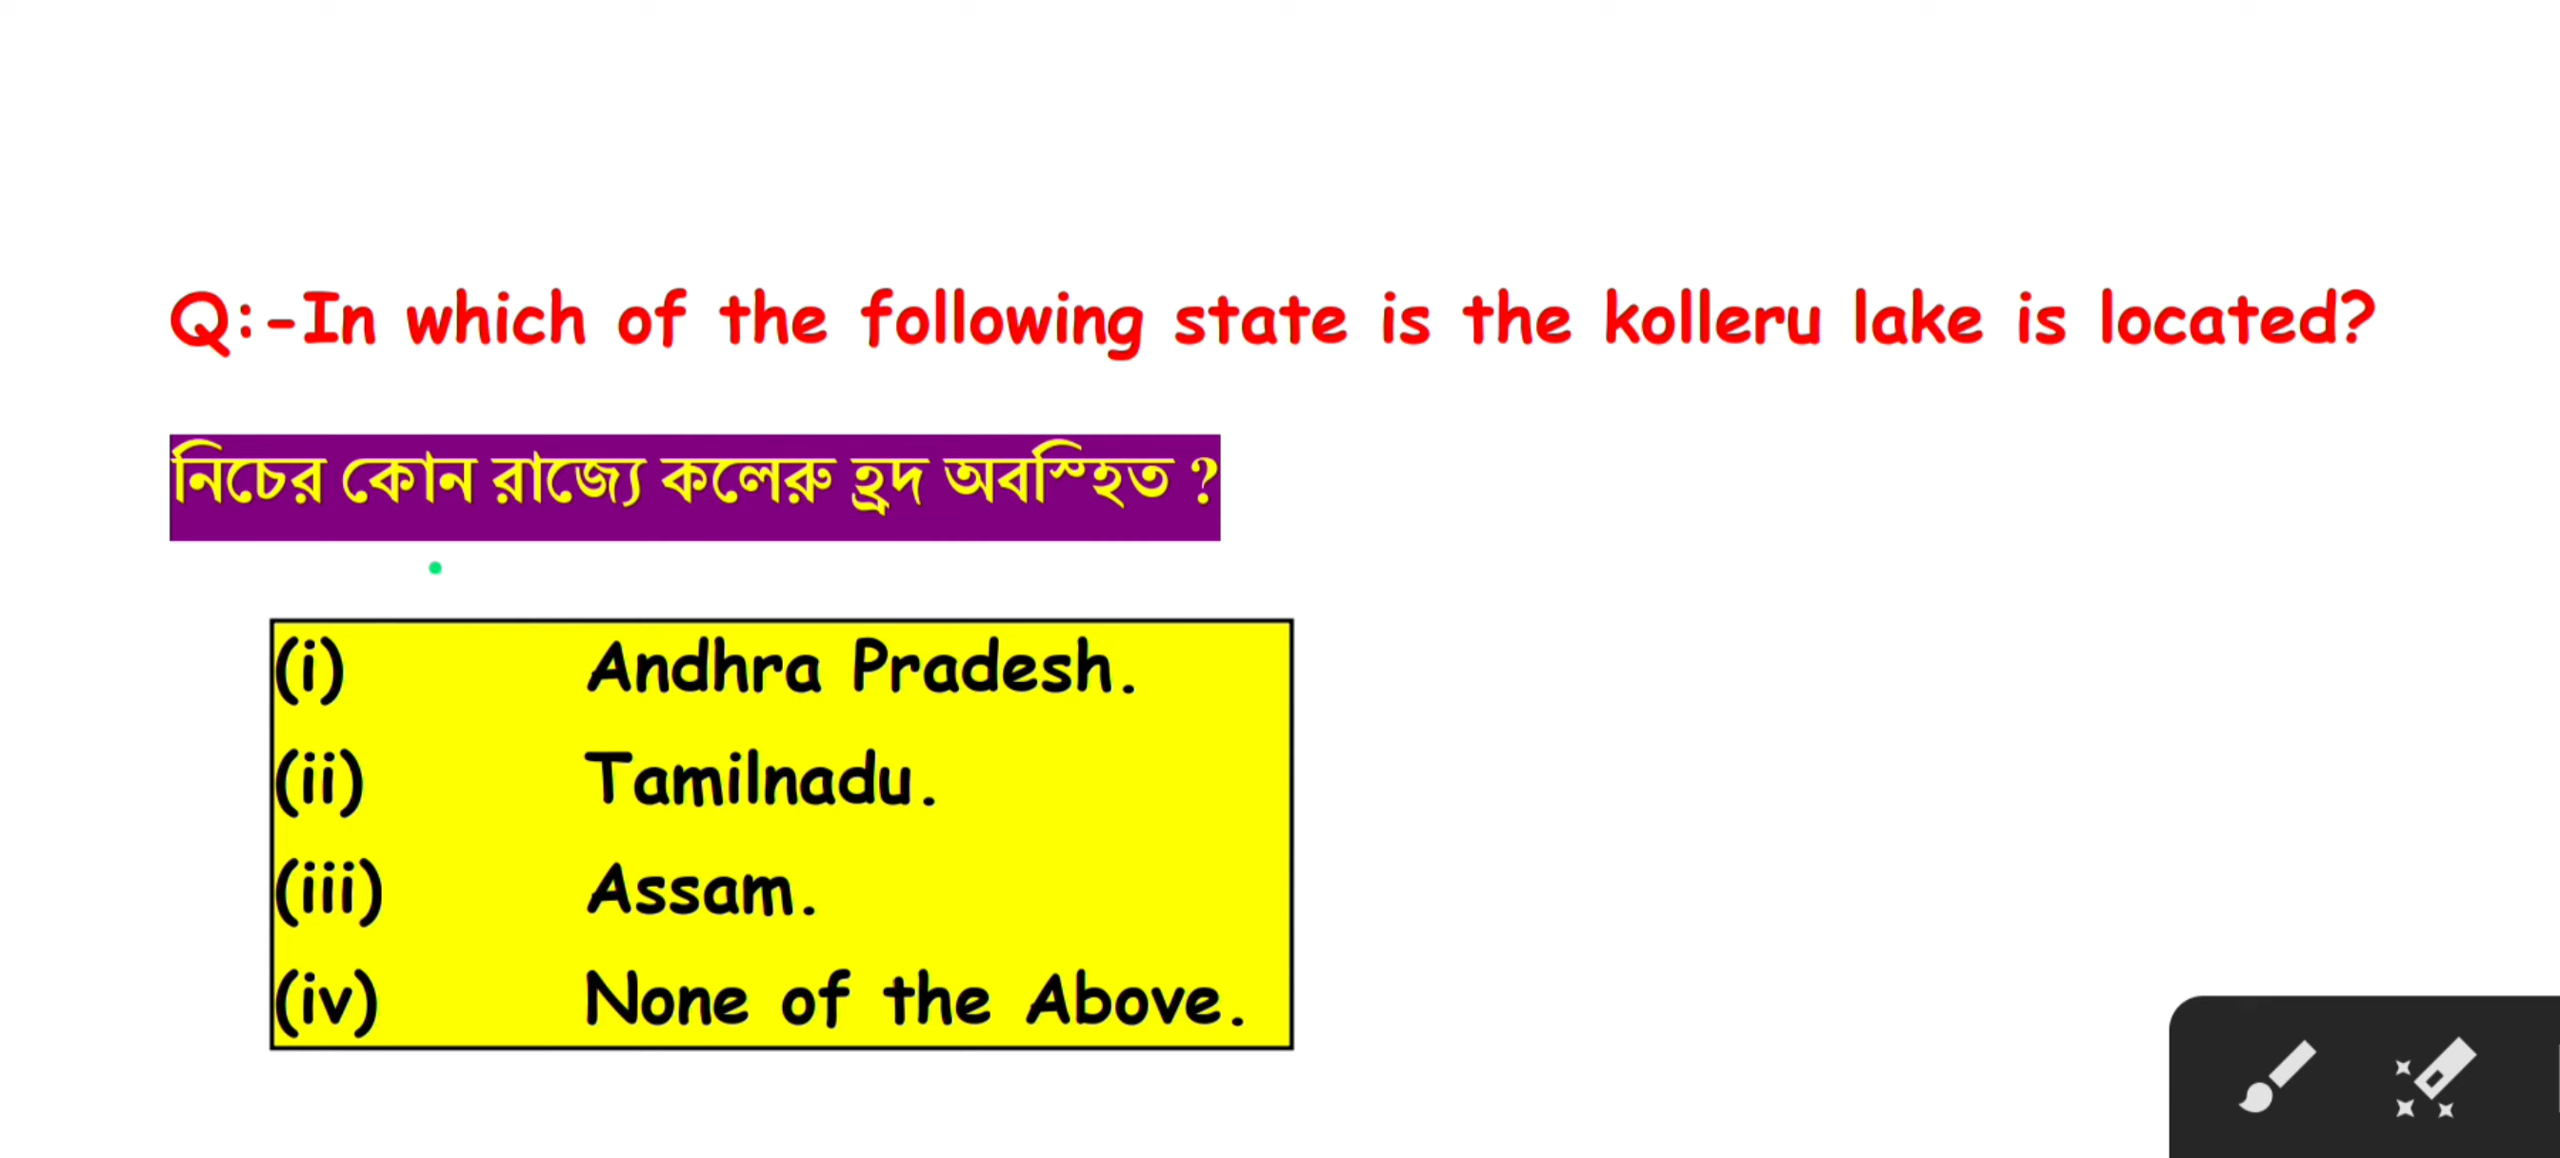 Q:-In which of the following state is the kolleru lake is located?
নিচের কোন রাজ্যে কলেরু হ্রদ অবস্হিত ?
(i) Andhra Pradesh.
(ii) Tamilnadu.
(iii) Assam.
(iv) None of the Above.